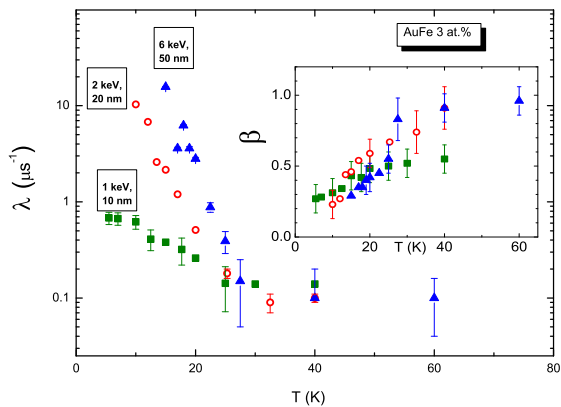 AuFe 3 at.%
6 keV,
50 nm
2 keV,
20 nm
1 keV,
10 nm
10
1
0.1
λ (μs⁻¹)
0
20
40
60
80
T (K)
1.0
0.5
0.0
β
0
20
40
60
T (K)